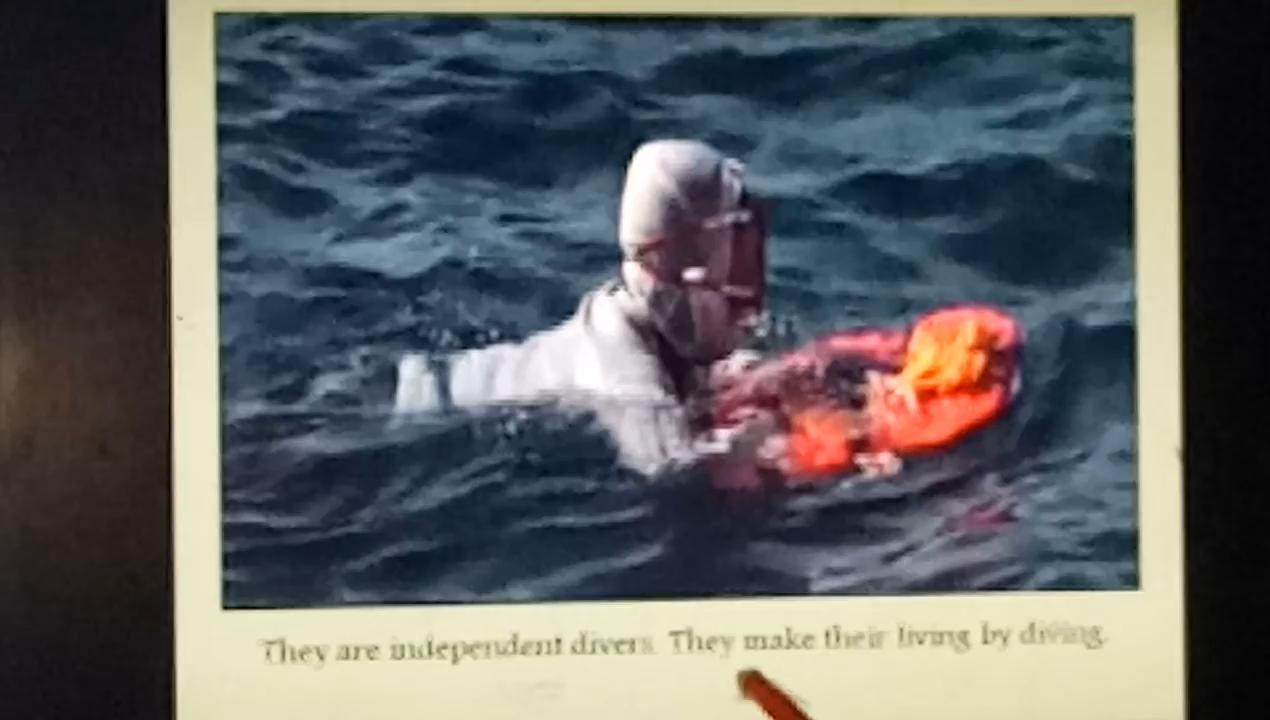 They are independent divers. They make their living by diving.